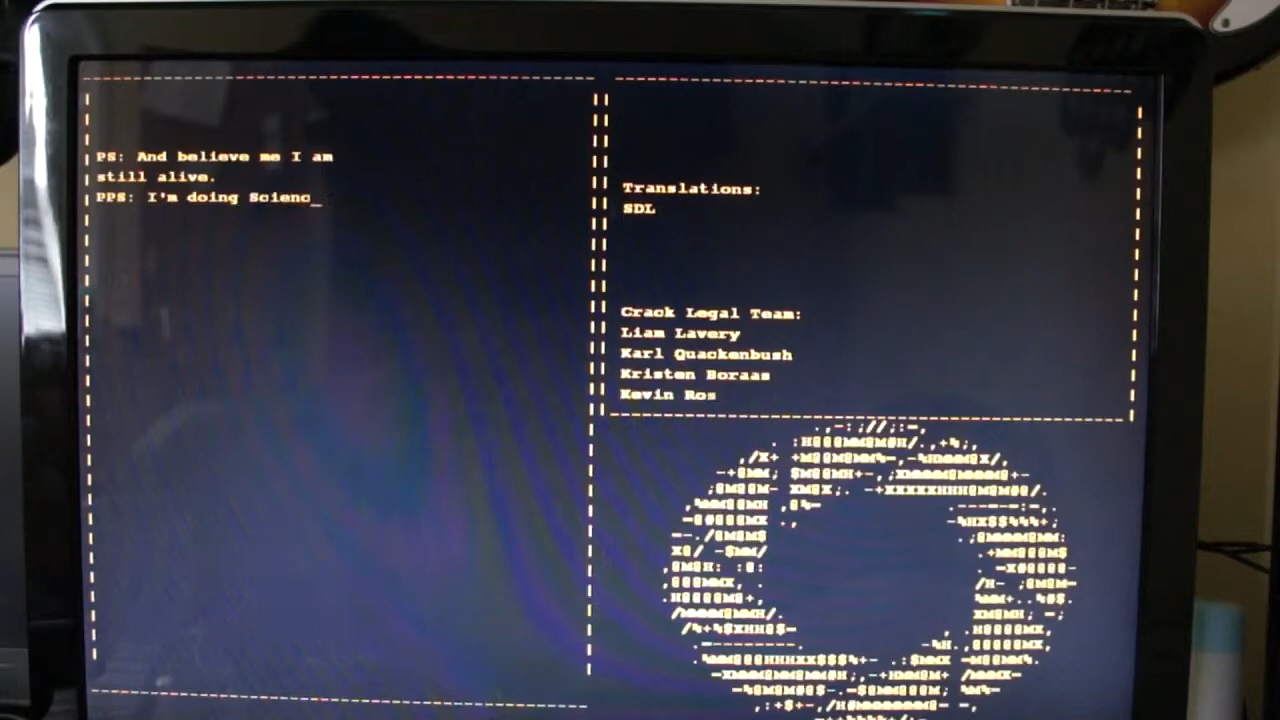 PS: And believe me I am
still alive.
PPS: I'm doing Scienc_
Translations:
SDL
Crack Legal Team:
Liam Lavery
Karl Quackenbush
Kristen Boraas
Kevin Ros